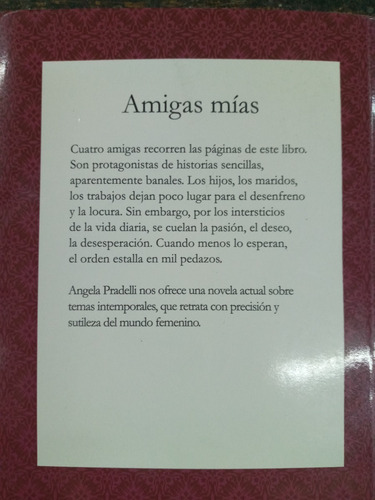 Amigas mías
Cuatro amigas recorren las páginas de este libro.
Son protagonistas de historias sencillas,
aparentemente banales. Los hijos, los maridos,
los trabajos dejan poco lugar para el desenfreno
y la locura. Sin embargo, por los intersticios
de la vida diaria, se cuelan la pasión, el deseo,
la desesperación. Cuando menos lo esperan,
el orden estalla en mil pedazos.
Angela Pradelli nos ofrece una novela actual sobre
temas intemporales, que retrata con precisión y
sutileza del mundo femenino.